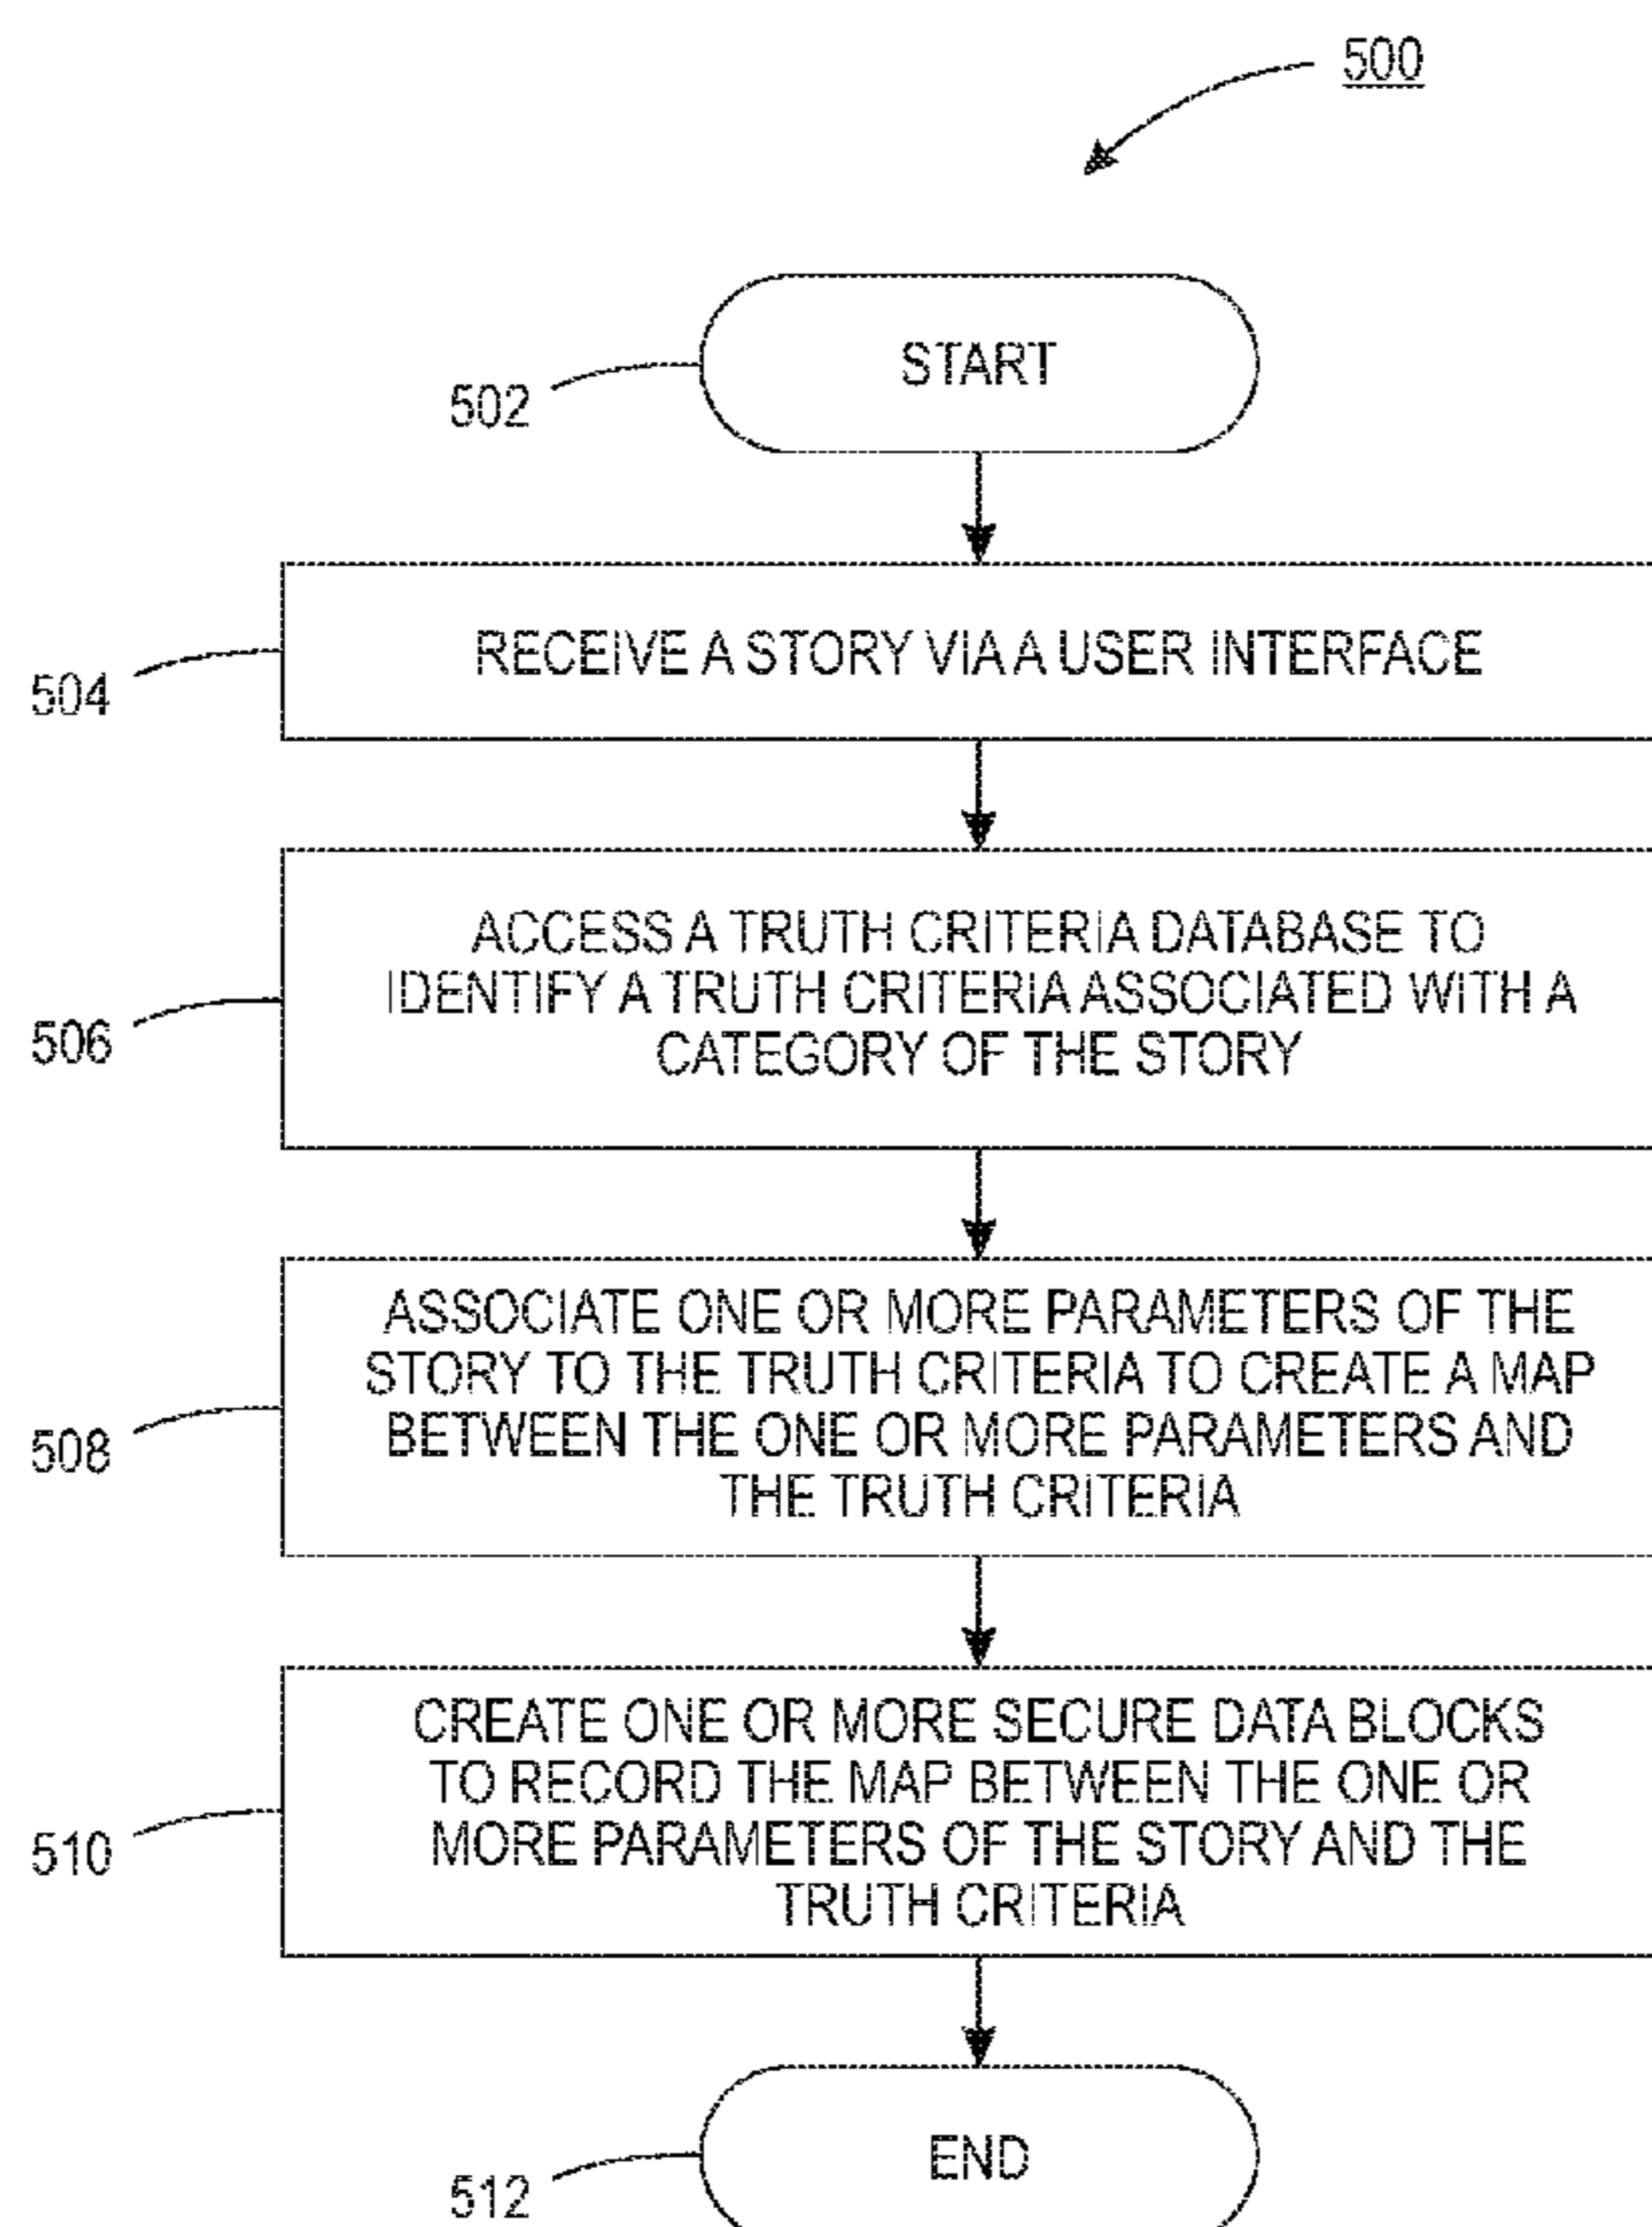 500
START
502
RECEIVE A STORY VIA A USER INTERFACE
504
ACCESS A TRUTH CRITERIA DATABASE TO
IDENTIFY A TRUTH CRITERIA ASSOCIATED WITH A
CATEGORY OF THE STORY
506
ASSOCIATE ONE OR MORE PARAMETERS OF THE
STORY TO THE TRUTH CRITERIA TO CREATE A MAP
BETWEEN THE ONE OR MORE PARAMETERS AND
THE TRUTH CRITERIA
508
CREATE ONE OR MORE SECURE DATA BLOCKS
TO RECORD THE MAP BETWEEN THE ONE OR
MORE PARAMETERS OF THE STORY AND THE
TRUTH CRITERIA
510
END
512